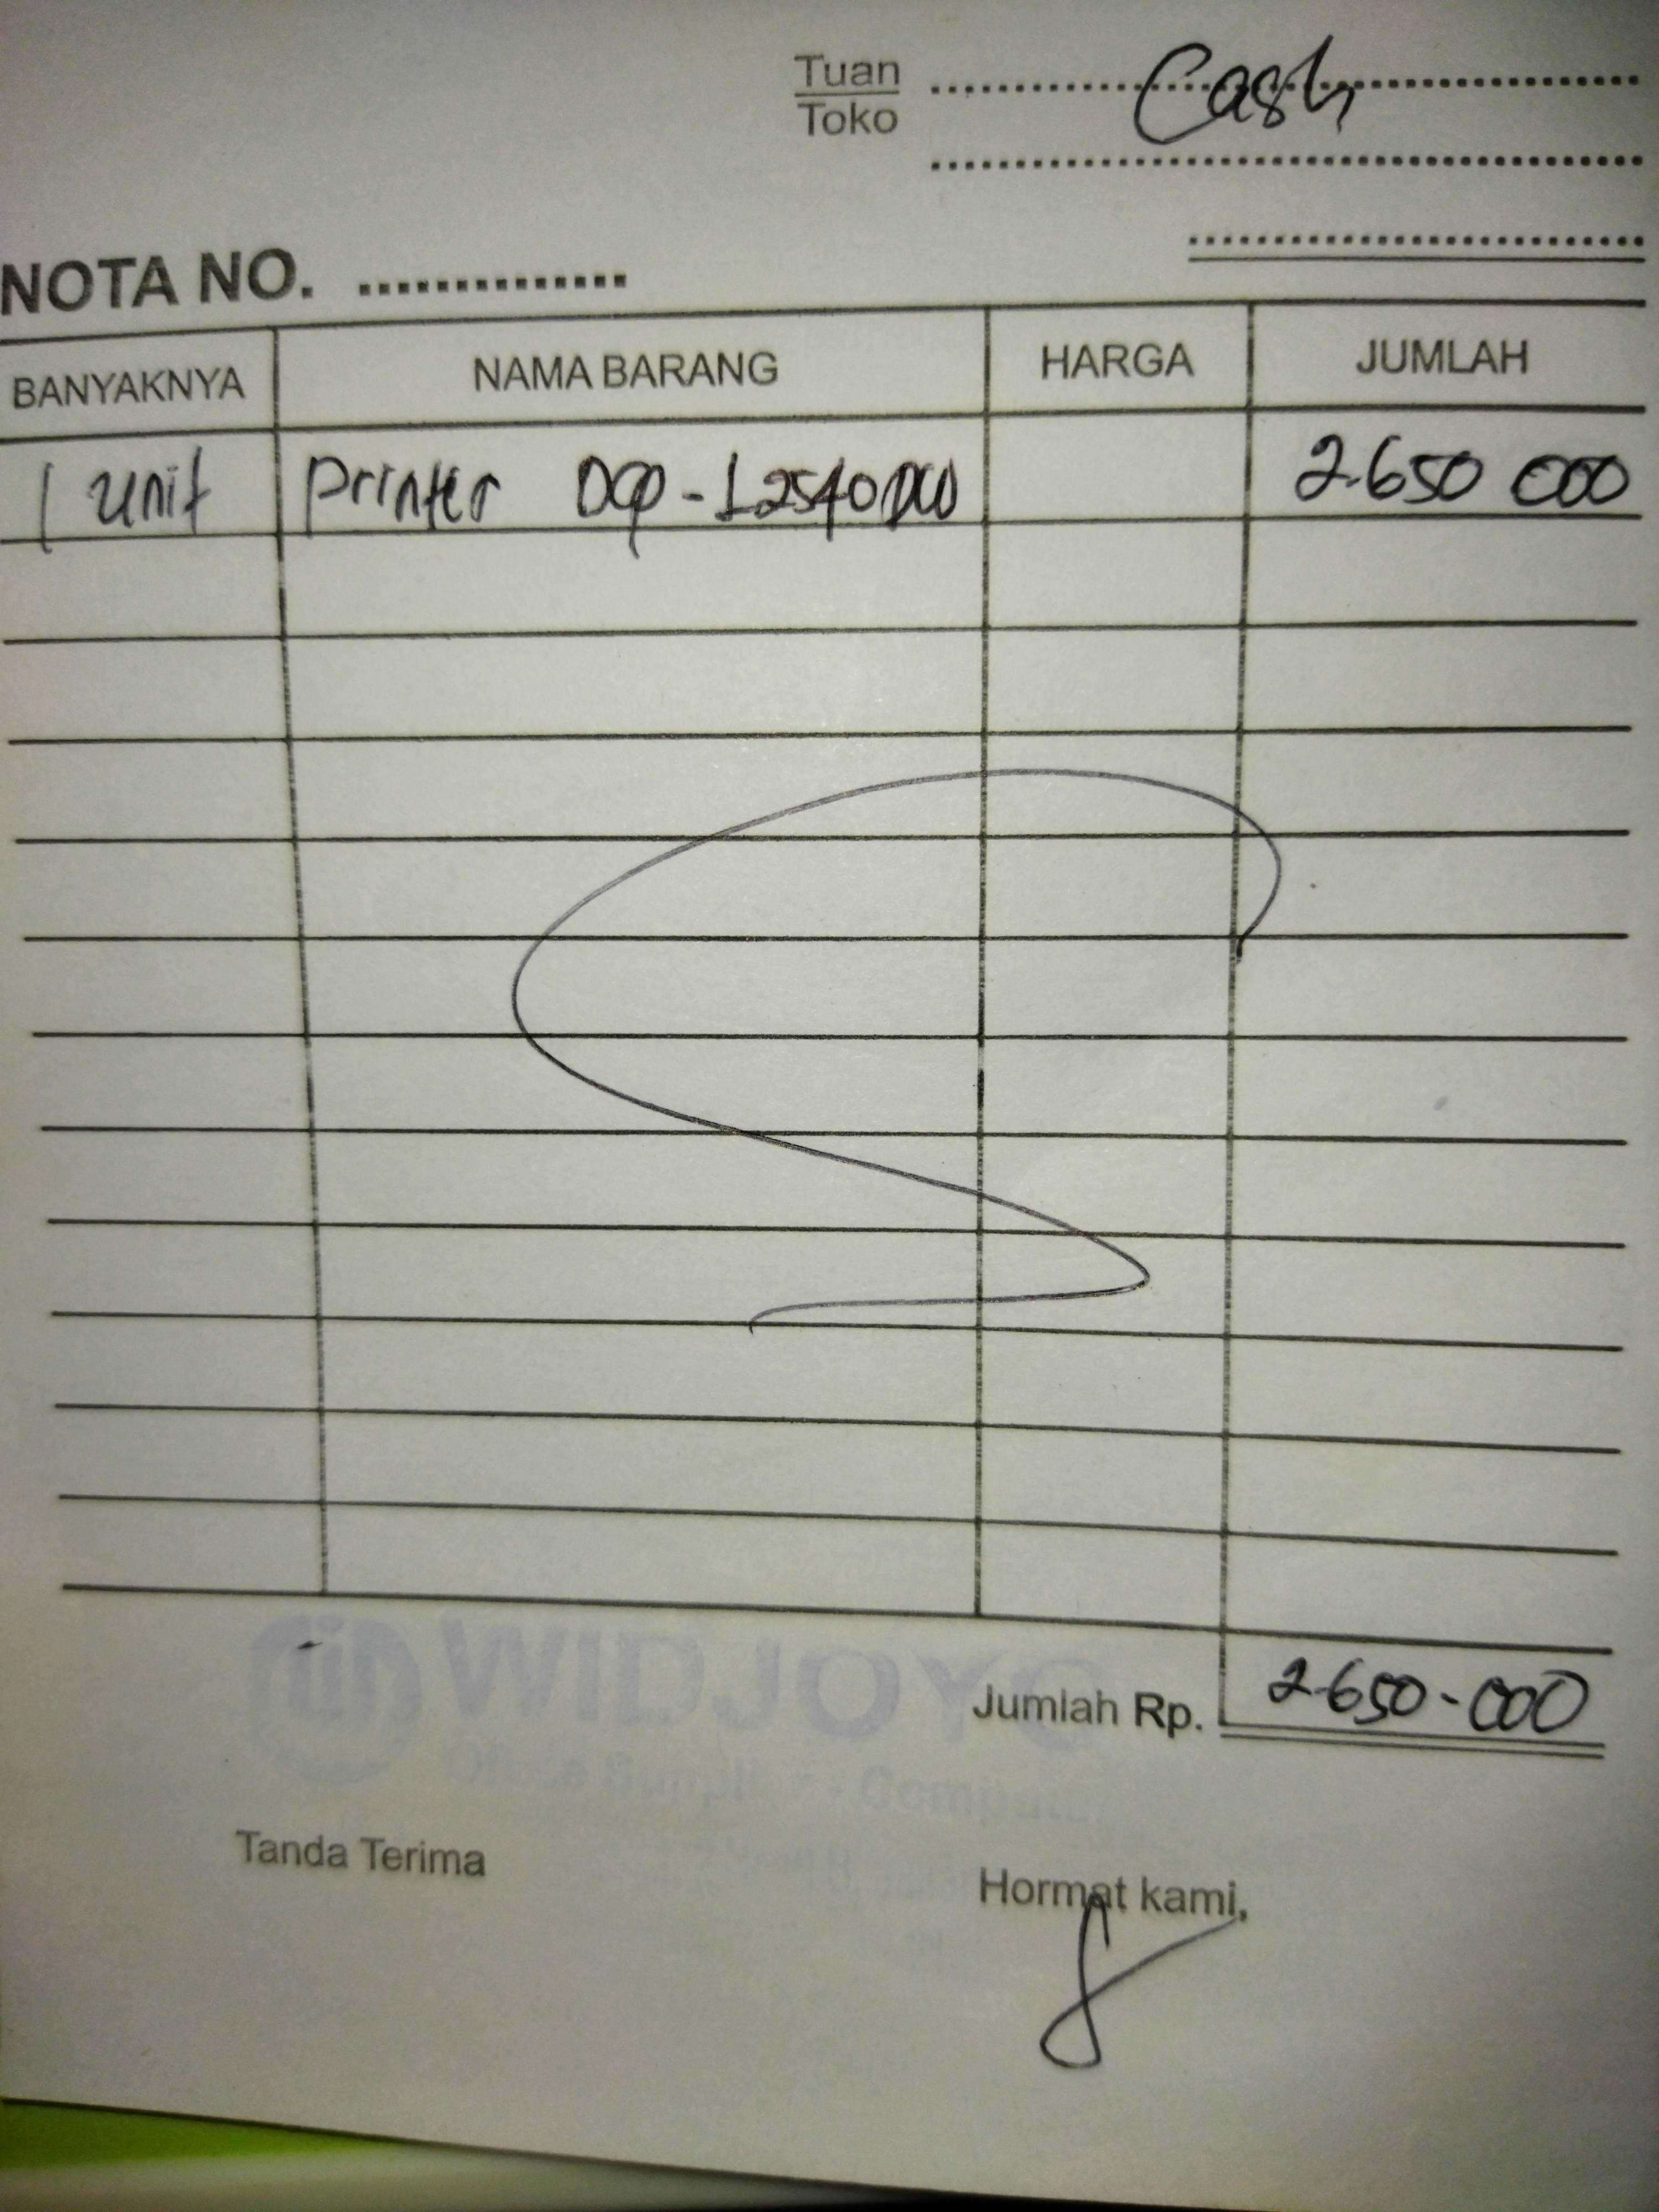 Tuan Cash
Toko
NOTA NO. ..............
BANYAKNYA NAMA BARANG HARGA JUMLAH
1 unit Printer DCP-L2540DW 2.650 000
WIDJOYO
Jumlah Rp. 2.650-000
Tanda Terima
Hormat kami,